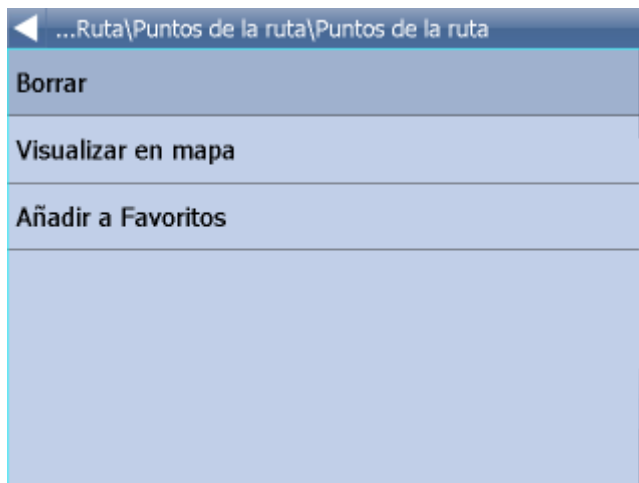 ...Ruta\Puntos de la ruta\Puntos de la ruta
Borrar
Visualizar en mapa
Añadir a Favoritos